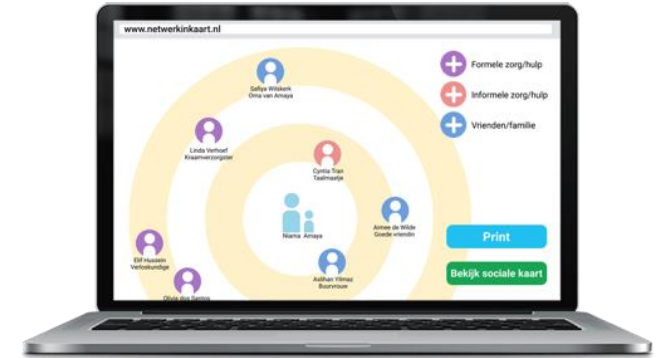 www.netwerkinkaart.nl
Safiya Wilskerk
Oma van Amaya
Formele zorg/hulp
Informele zorg/hulp
Vrienden/familie
Linda Verhoef
Kraamverzorgster
Cyntia Tran
Taalmaatje
Aimee de Wilde
Goede vriendin
Niama Amaya
Elif Hussein
Verloskundige
Aslihan Yilmaz
Buurvrouw
Olivia dos Santos
Print
Bekijk sociale kaart